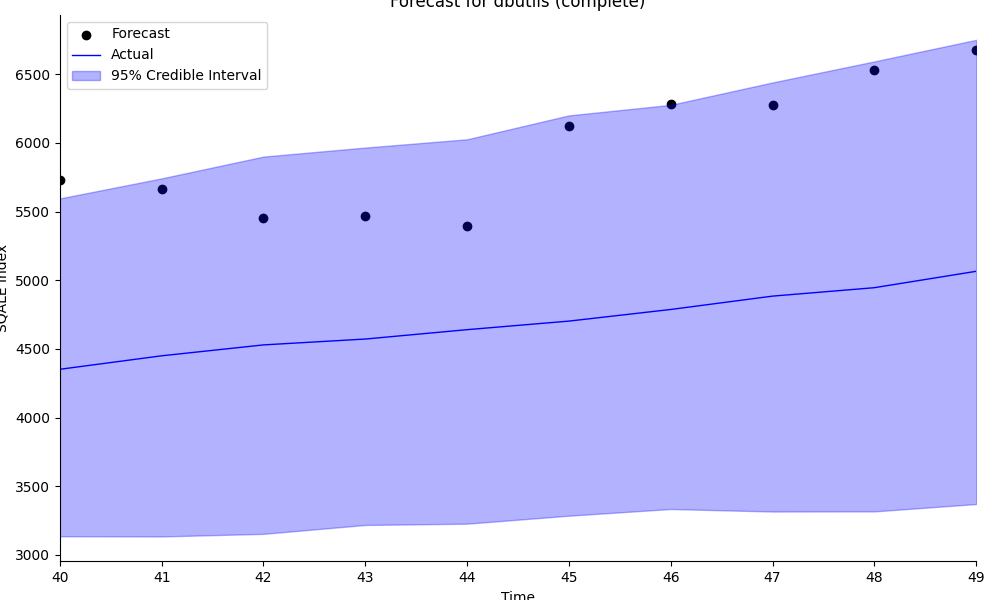 Forecast for dbutils (complete)
Forecast
Actual
95% Credible Interval
SQALE Index
6500
6000
5500
5000
4500
4000
3500
3000
40 41 42 43 44 45 46 47 48 49
Time